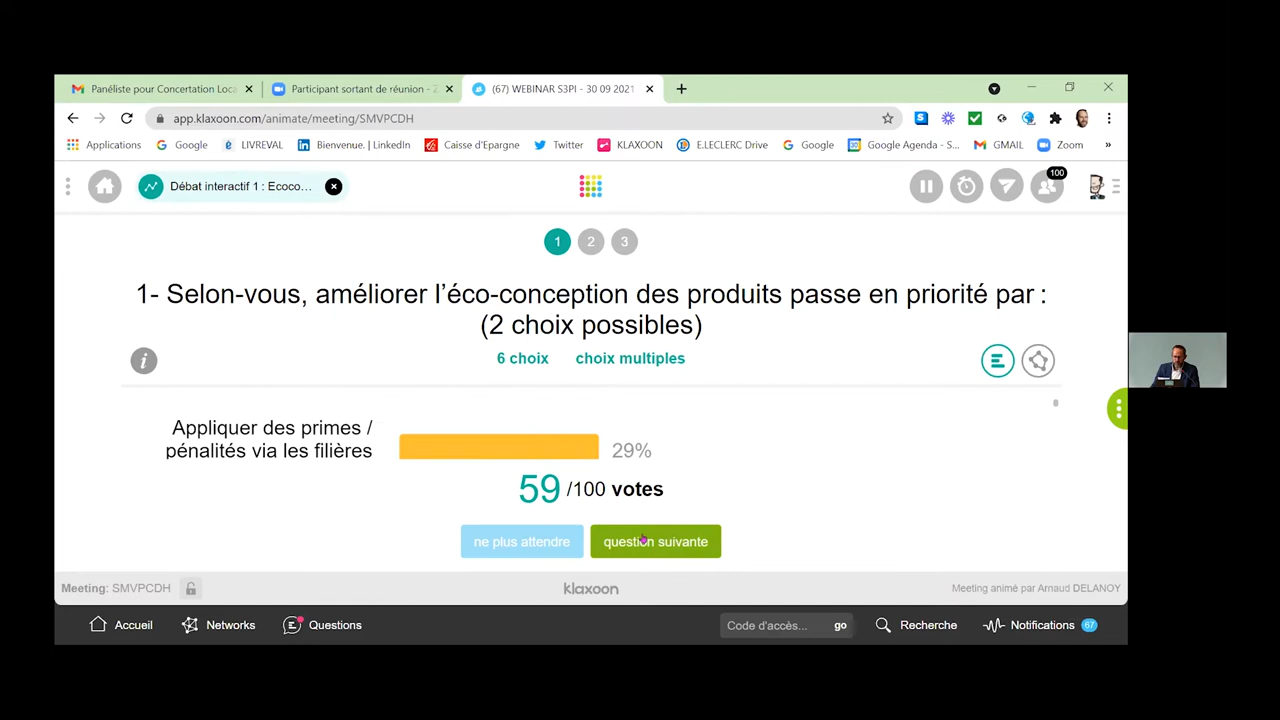 Panéliste pour Concertation Loca
Participant sortant de réunion - Z
(67) WEBINAR S3PI - 30 09 2021
app.klaxoon.com/animate/meeting/SMVPCDH
Applications
Google
LIVREVAL
Bienvenue. | LinkedIn
Caisse d'Epargne
Twitter
KLAXOON
E.LECLERC Drive
Google
Google Agenda - S...
GMAIL
Zoom
»
Débat interactif 1 : Ecoco...
100
1 2 3
1- Selon-vous, améliorer l'éco-conception des produits passe en priorité par :
(2 choix possibles)
6 choix choix multiples
Appliquer des primes /
pénalités via les filières
29%
59 /100 votes
ne plus attendre
question suivante
Meeting: SMVPCDH
klaxoon
Meeting animé par Arnaud DELANOY
Accueil
Networks
Questions
Code d'accès...
go
Recherche
Notifications
67